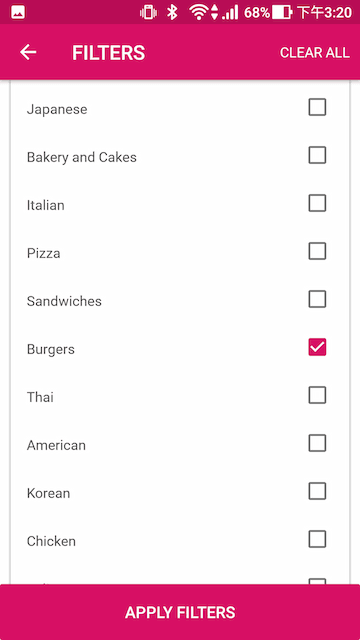 68% 下午3:20
FILTERS CLEAR ALL
Japanese
Bakery and Cakes
Italian
Pizza
Sandwiches
Burgers
Thai
American
Korean
Chicken
APPLY FILTERS